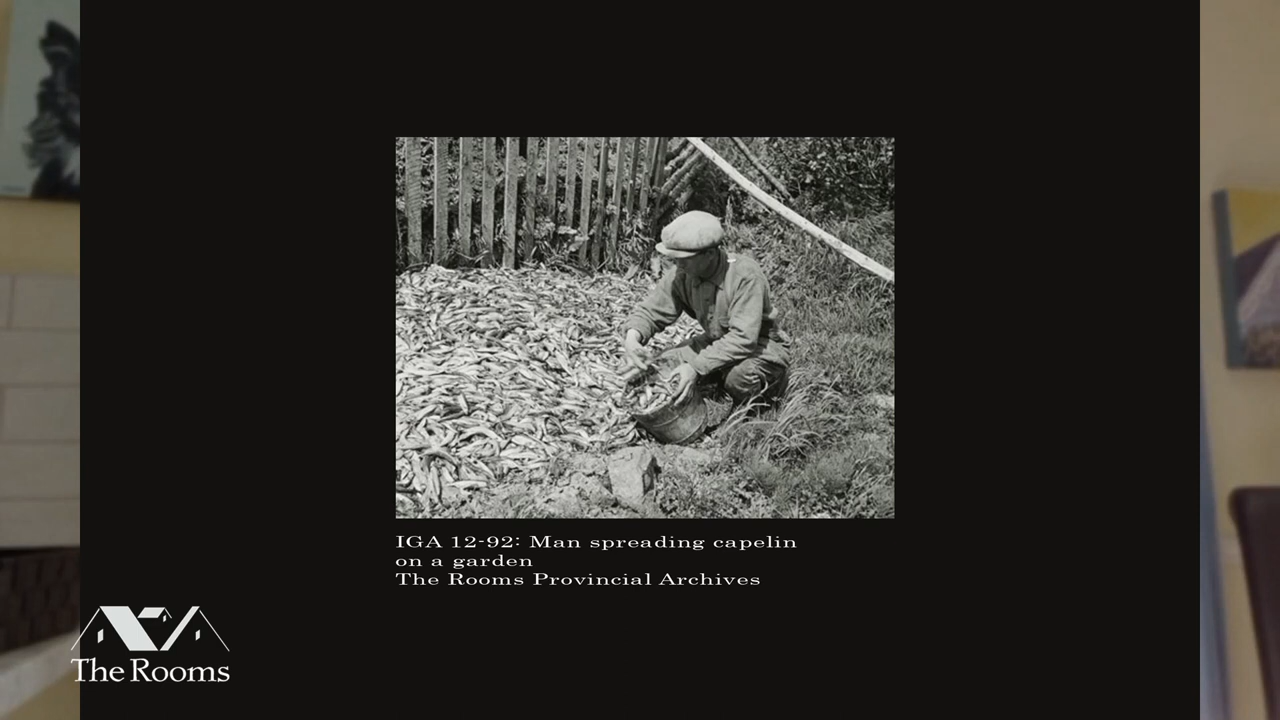 IGA 12-92: Man spreading capelin
on a garden
The Rooms Provincial Archives
The Rooms